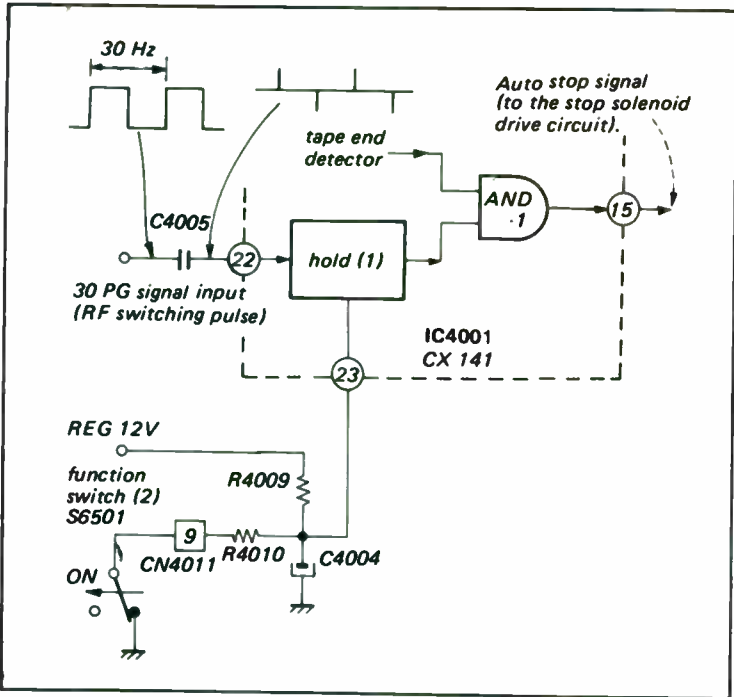 30 Hz
Auto stop signal
(to the stop solenoid
drive circuit).
tape end
detector
AND
1
15
C4005
22
hold (1)
30 PG signal input
(RF switching pulse)
IC4001
CX 141
23
REG 12V
function
switch (2)
S6501
R4009
9
CN4011
R4010
C4004
ON